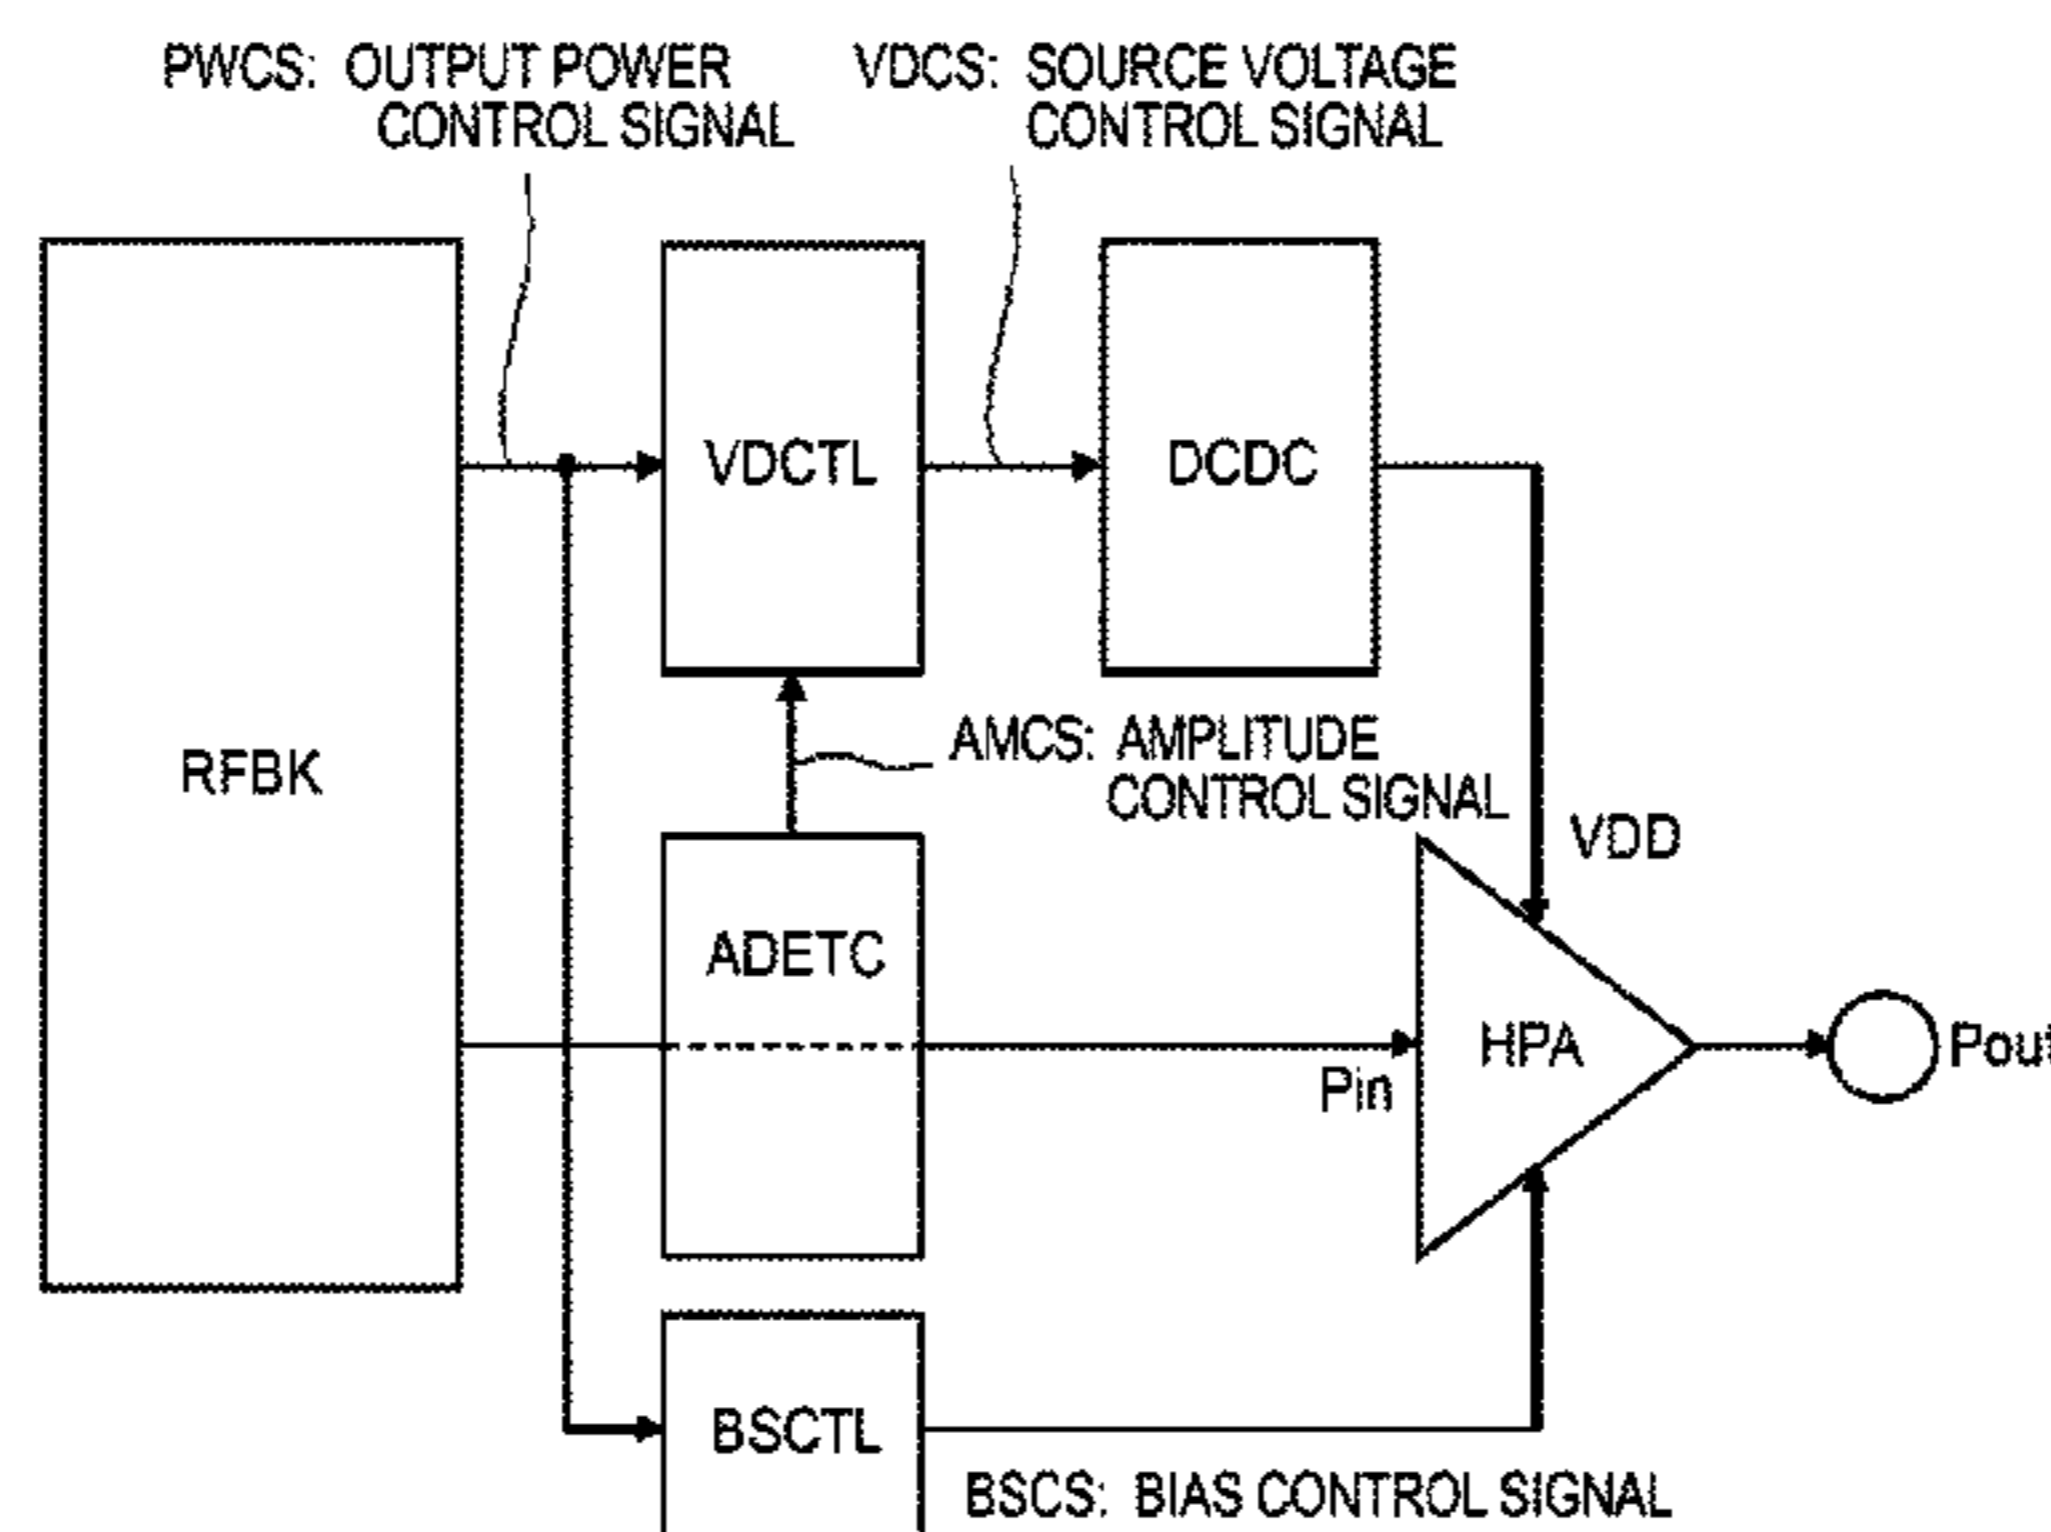 PWCS: OUTPUT POWER
CONTROL SIGNAL
VDCS: SOURCE VOLTAGE
CONTROL SIGNAL
VDCTL
DCDC
RFBK
AMCS: AMPLITUDE
CONTROL SIGNAL
VDD
ADETC
HPA
Pin
Pout
BSCTL
BSCS: BIAS CONTROL SIGNAL